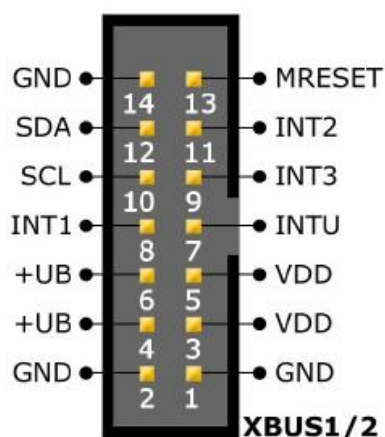 GND MRESET
14 13
SDA INT2
12 11
SCL INT3
10 9
INT1 INTU
8 7
+UB VDD
6 5
+UB VDD
4 3
GND GND
2 1
XBUS1/2